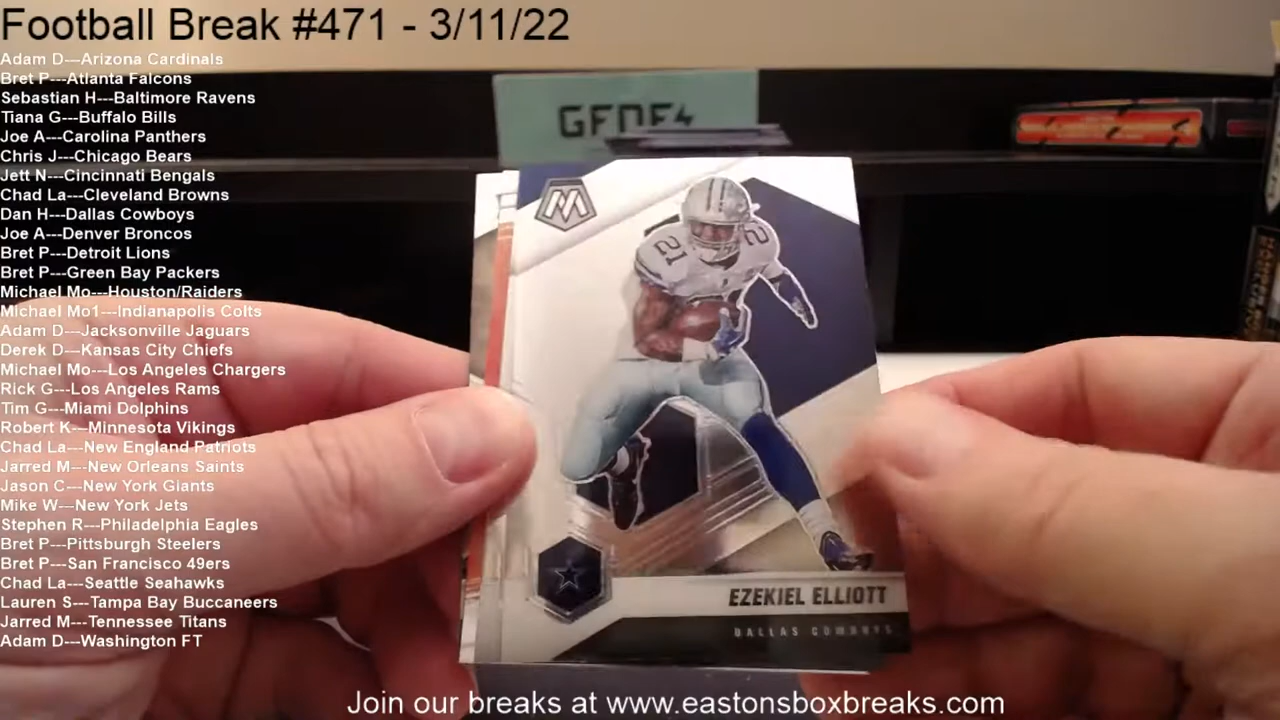 Football Break #471 - 3/11/22
Adam D---Arizona Cardinals
Bret P---Atlanta Falcons
Sebastian H---Baltimore Ravens
Tiana G---Buffalo Bills
Joe A---Carolina Panthers
Chris J---Chicago Bears
Jett N---Cincinnati Bengals
Chad La---Cleveland Browns
Dan H---Dallas Cowboys
Joe A---Denver Broncos
Bret P---Detroit Lions
Bret P---Green Bay Packers
Michael Mo---Houston/Raiders
Michael Mo1---Indianapolis Colts
Adam D---Jacksonville Jaguars
Derek D---Kansas City Chiefs
Michael Mo---Los Angeles Chargers
Rick G---Los Angeles Rams
Tim G---Miami Dolphins
Robert K---Minnesota Vikings
Chad La---New England Patriots
Jarred M---New Orleans Saints
Jason C---New York Giants
Mike W---New York Jets
Stephen R---Philadelphia Eagles
Bret P---Pittsburgh Steelers
Bret P---San Francisco 49ers
Chad La---Seattle Seahawks
Lauren S---Tampa Bay Buccaneers
Jarred M---Tennessee Titans
Adam D---Washington FT
M
21
21
EZEKIEL ELLIOTT
DALLAS COWBOYS
Join our breaks at www.eastonsboxbreaks.com